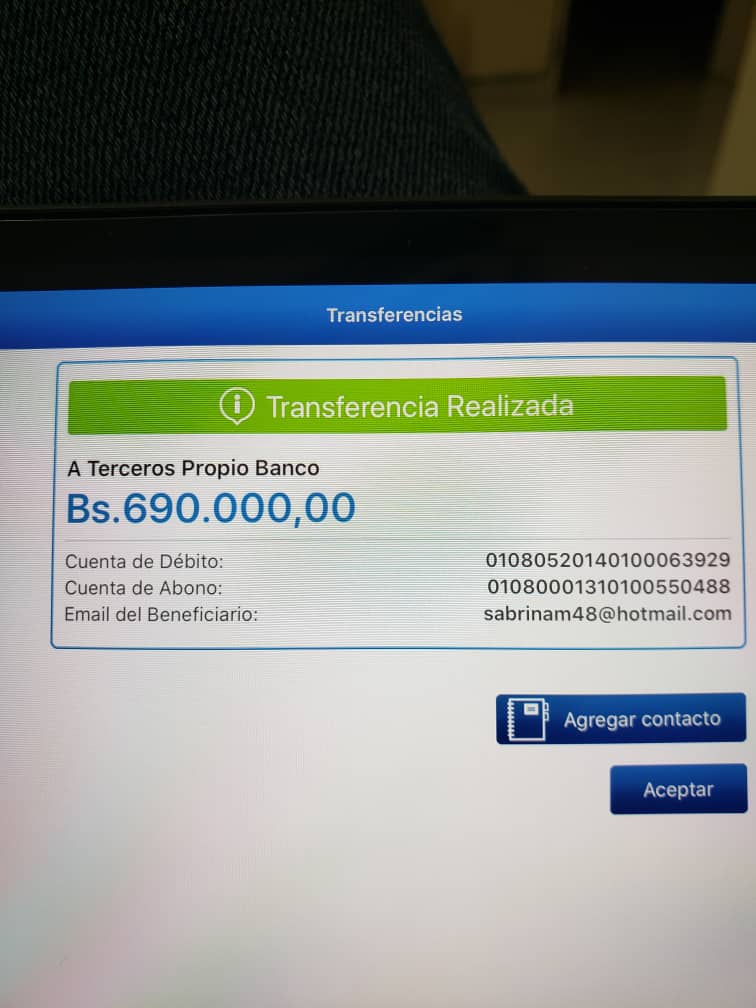 Transferencias
Transferencia Realizada
A Terceros Propio Banco
Bs.690.000,00
Cuenta de Débito: 01080520140100063929
Cuenta de Abono: 01080001310100550488
Email del Beneficiario: sabrinam48@hotmail.com
Agregar contacto
Aceptar